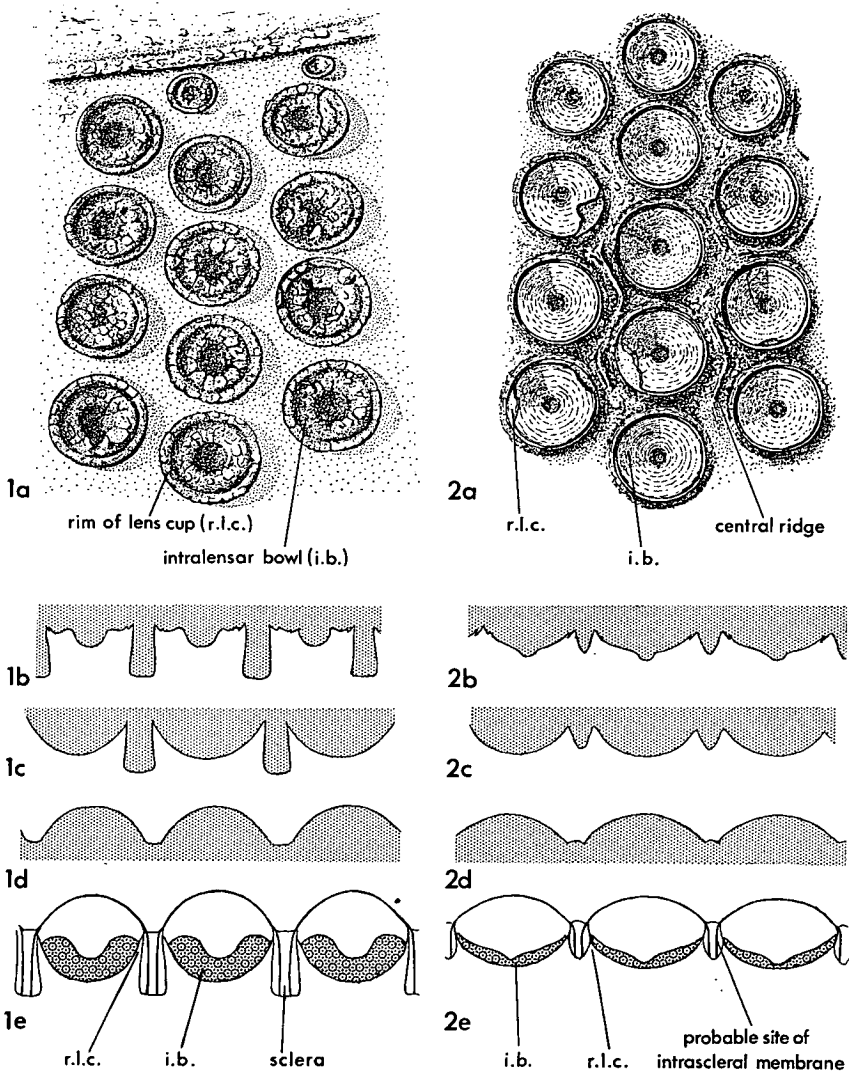 1a
rim of lens cup (r.l.c.)
intralensar bowl (i.b.)
2a
r.l.c.
i.b.
central ridge
1b
2b
1c
2c
1d
2d
1e
r.l.c.
i.b.
sclera
2e
i.b.
r.l.c.
probable site of
intrascleral membrane